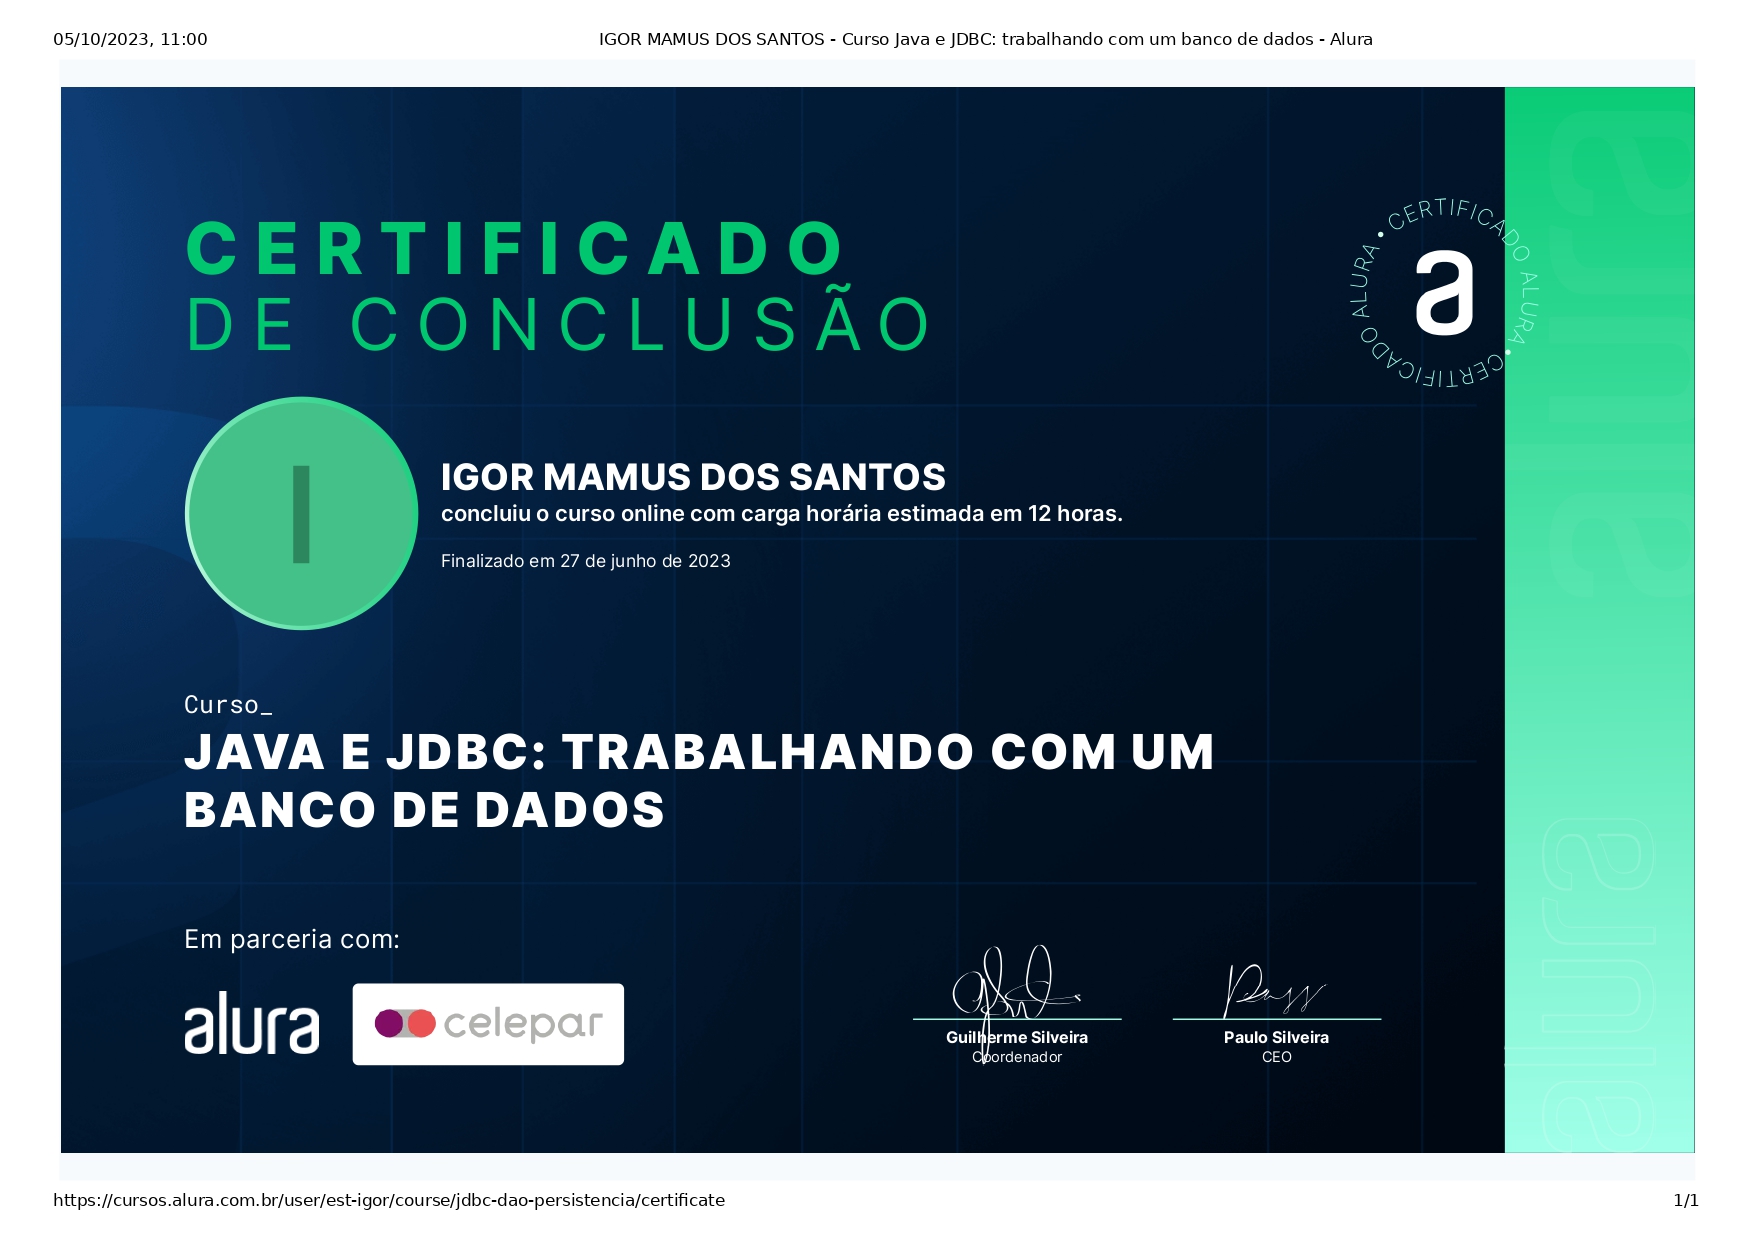 05/10/2023, 11:00
IGOR MAMUS DOS SANTOS - Curso Java e JDBC: trabalhando com um banco de dados - Alura
CERTIFICADO
DE CONCLUSÃO
CERTIFICADO ALURA • CERTIFICADO ALURA •
a
I
IGOR MAMUS DOS SANTOS
concluiu o curso online com carga horária estimada em 12 horas.
Finalizado em 27 de junho de 2023
Curso_
JAVA E JDBC: TRABALHANDO COM UM
BANCO DE DADOS
Em parceria com:
alura
celepar
Guilherme Silveira
Coordenador
Paulo Silveira
CEO
alura
alura
alura
https://cursos.alura.com.br/user/est-igor/course/jdbc-dao-persistencia/certificate
1/1